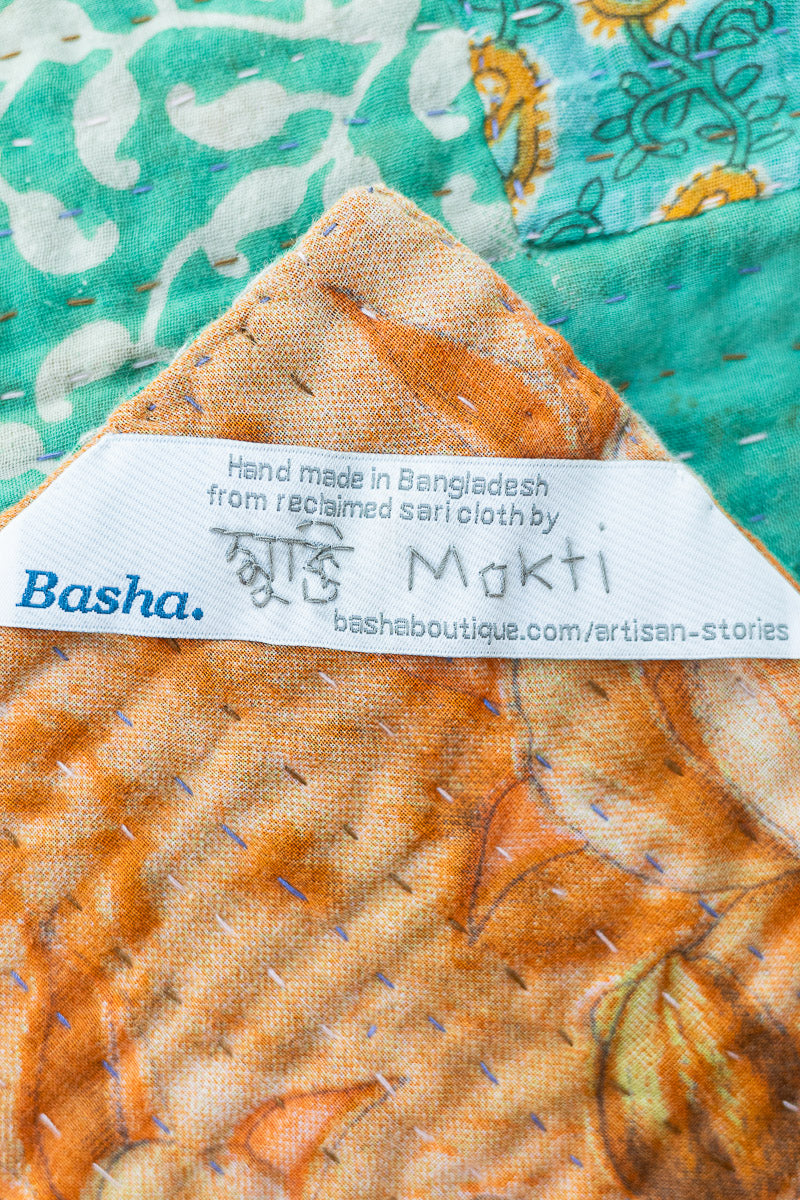 Hand made in Bangladesh
from reclaimed sari cloth by
মুক্তি Mokti
Basha.
bashaboutique.com/artisan-stories